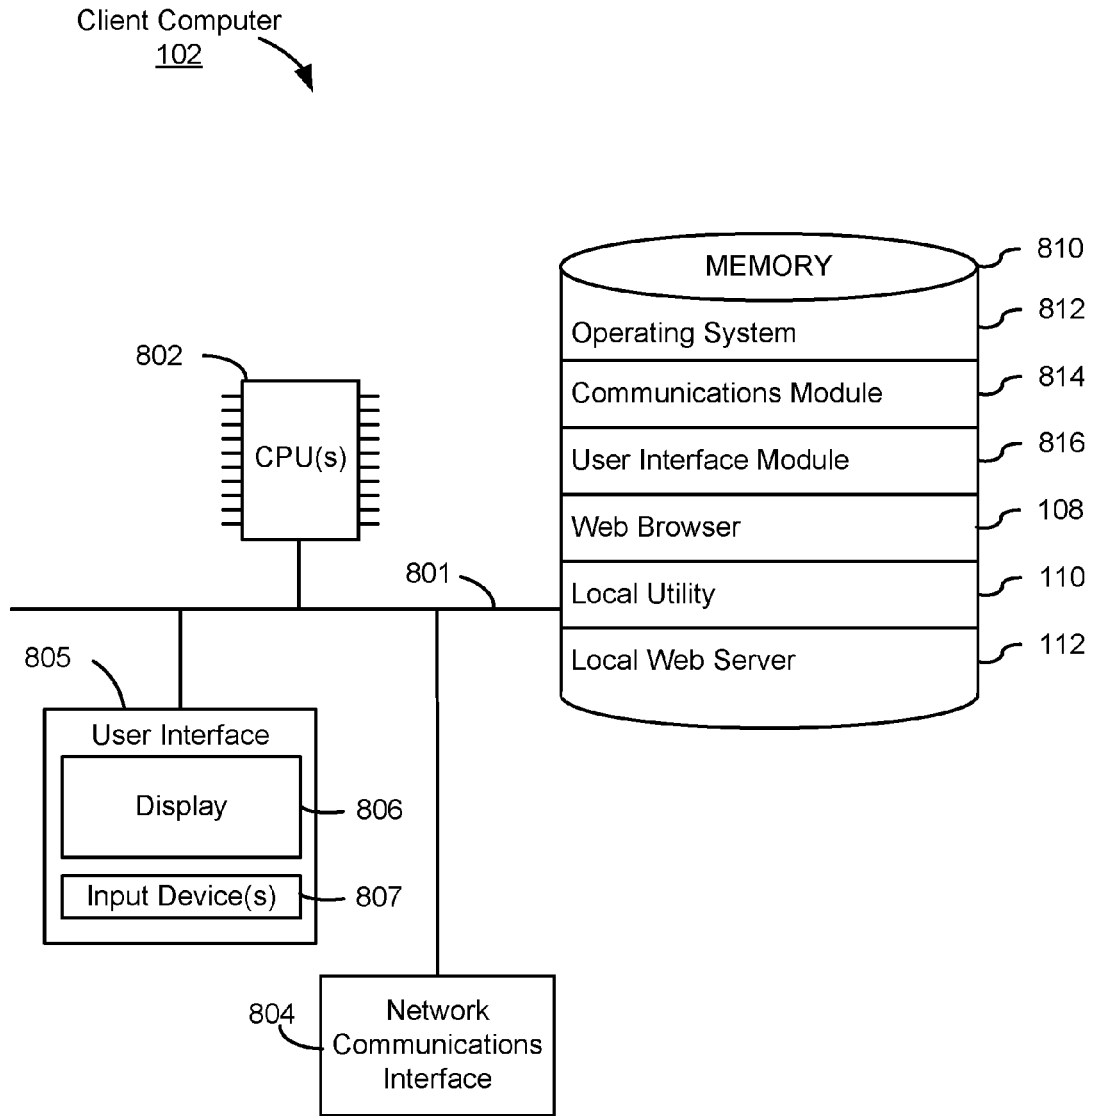 Client Computer
102
MEMORY
810
Operating System
812
Communications Module
814
User Interface Module
816
Web Browser
108
Local Utility
110
Local Web Server
112
802
CPU(s)
801
805
User Interface
Display
806
Input Device(s)
807
804
Network
Communications
Interface